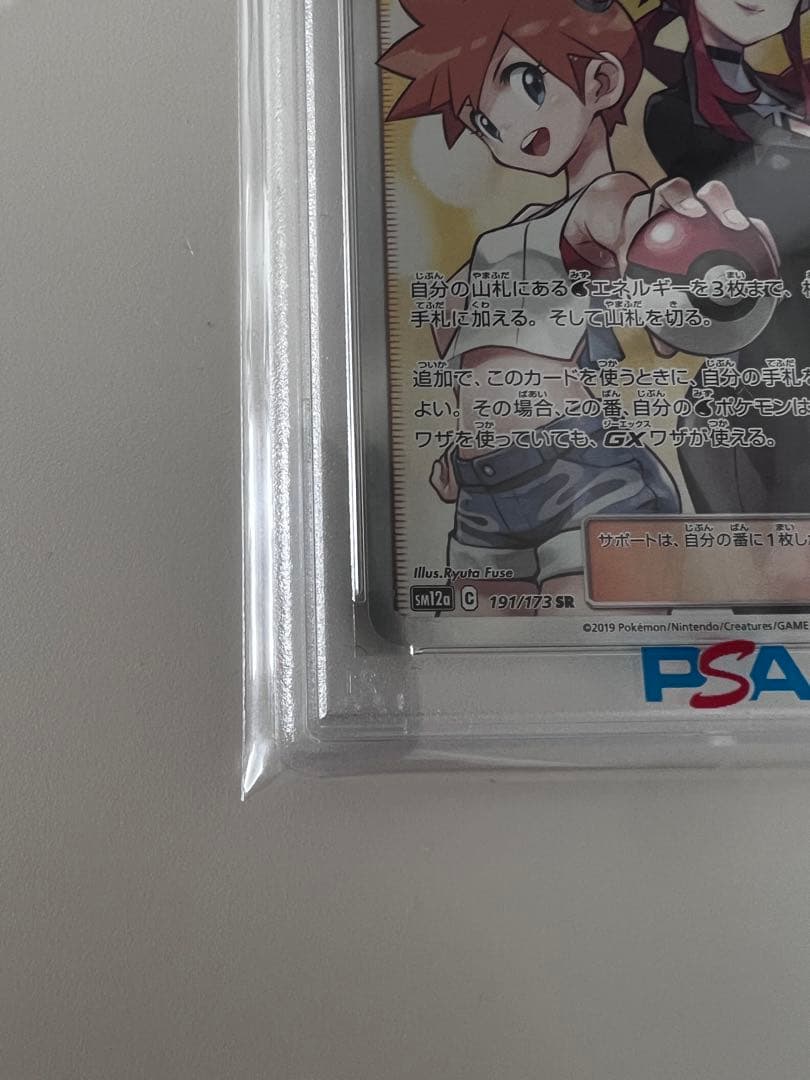 自分の山札にあるエネルギーを3枚まで、
手札に加える。そして山札を切る。
追加で、このカードを使うときに、自分の手札を
よい。その場合、この番、自分のポケモンは
ワザを使っていても、GXワザが使える。
サポートは、自分の番に1枚し
Illus.Ryuta Fuse
SM12a C 191/173 SR
©2019 Pokémon/Nintendo/Creatures/GAME
PSA